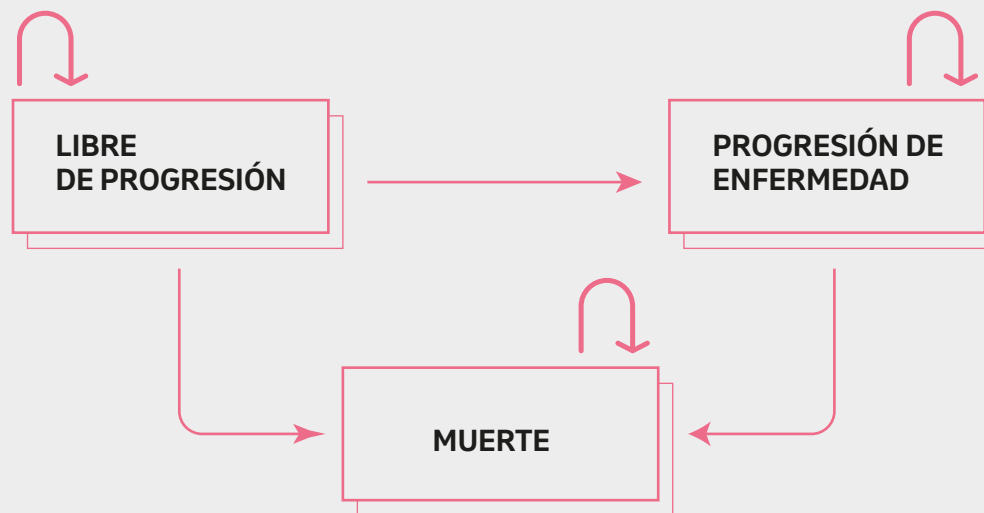 LIBRE
DE PROGRESIÓN
PROGRESIÓN DE
ENFERMEDAD
MUERTE